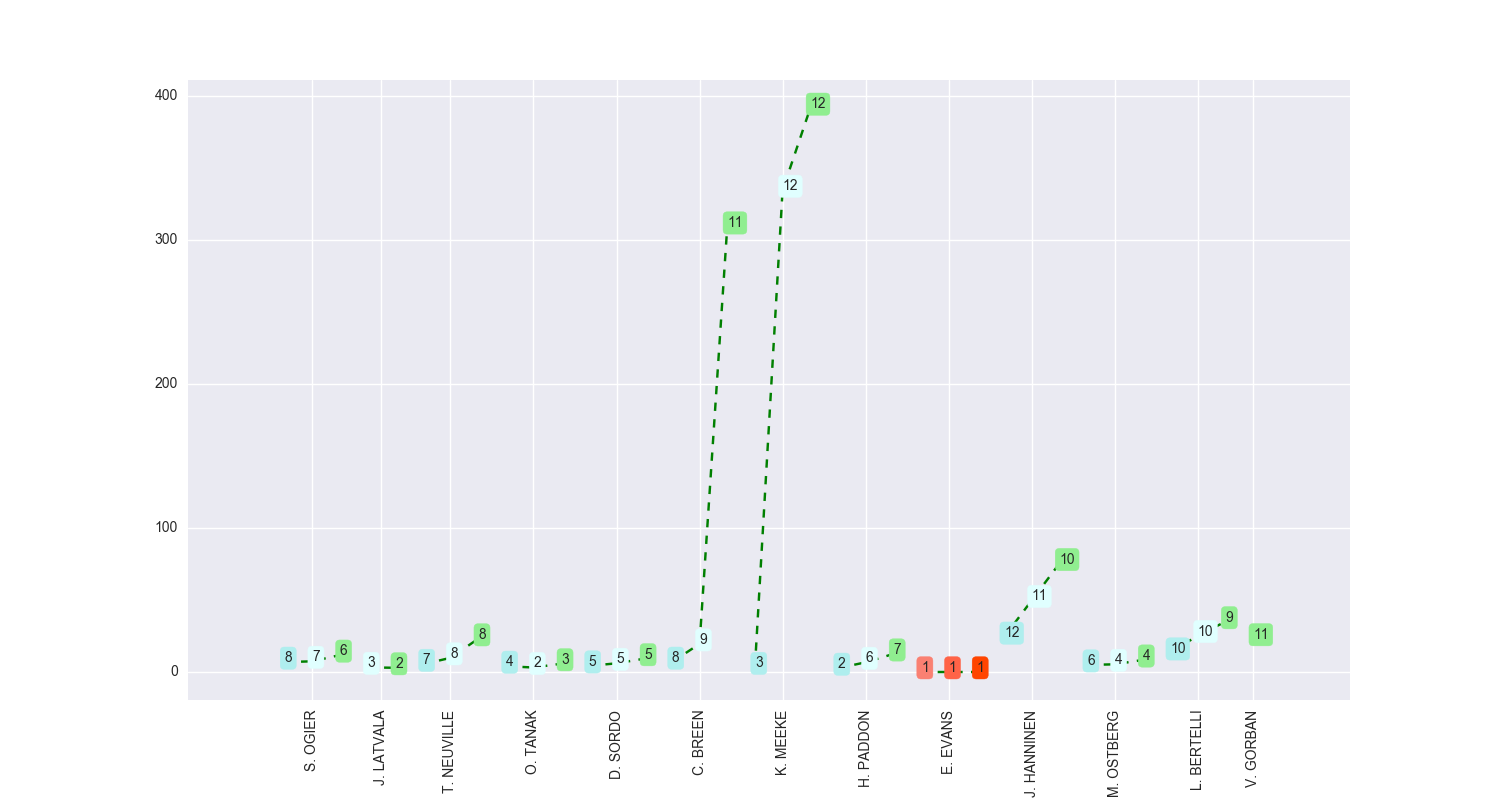 400
300
200
100
0
8 7 6
3 2
7 8 8
4 2 3
5 5 5
8 9 11
3 12 12
2 6 7
1 1 1
12 11 10
6 4 4
10 10 9
11
S. OGIER
J. LATVALA
T. NEUVILLE
O. TANAK
D. SORDO
C. BREEN
K. MEEKE
H. PADDON
E. EVANS
J. HANNINEN
M. OSTBERG
L. BERTELLI
V. GORBAN